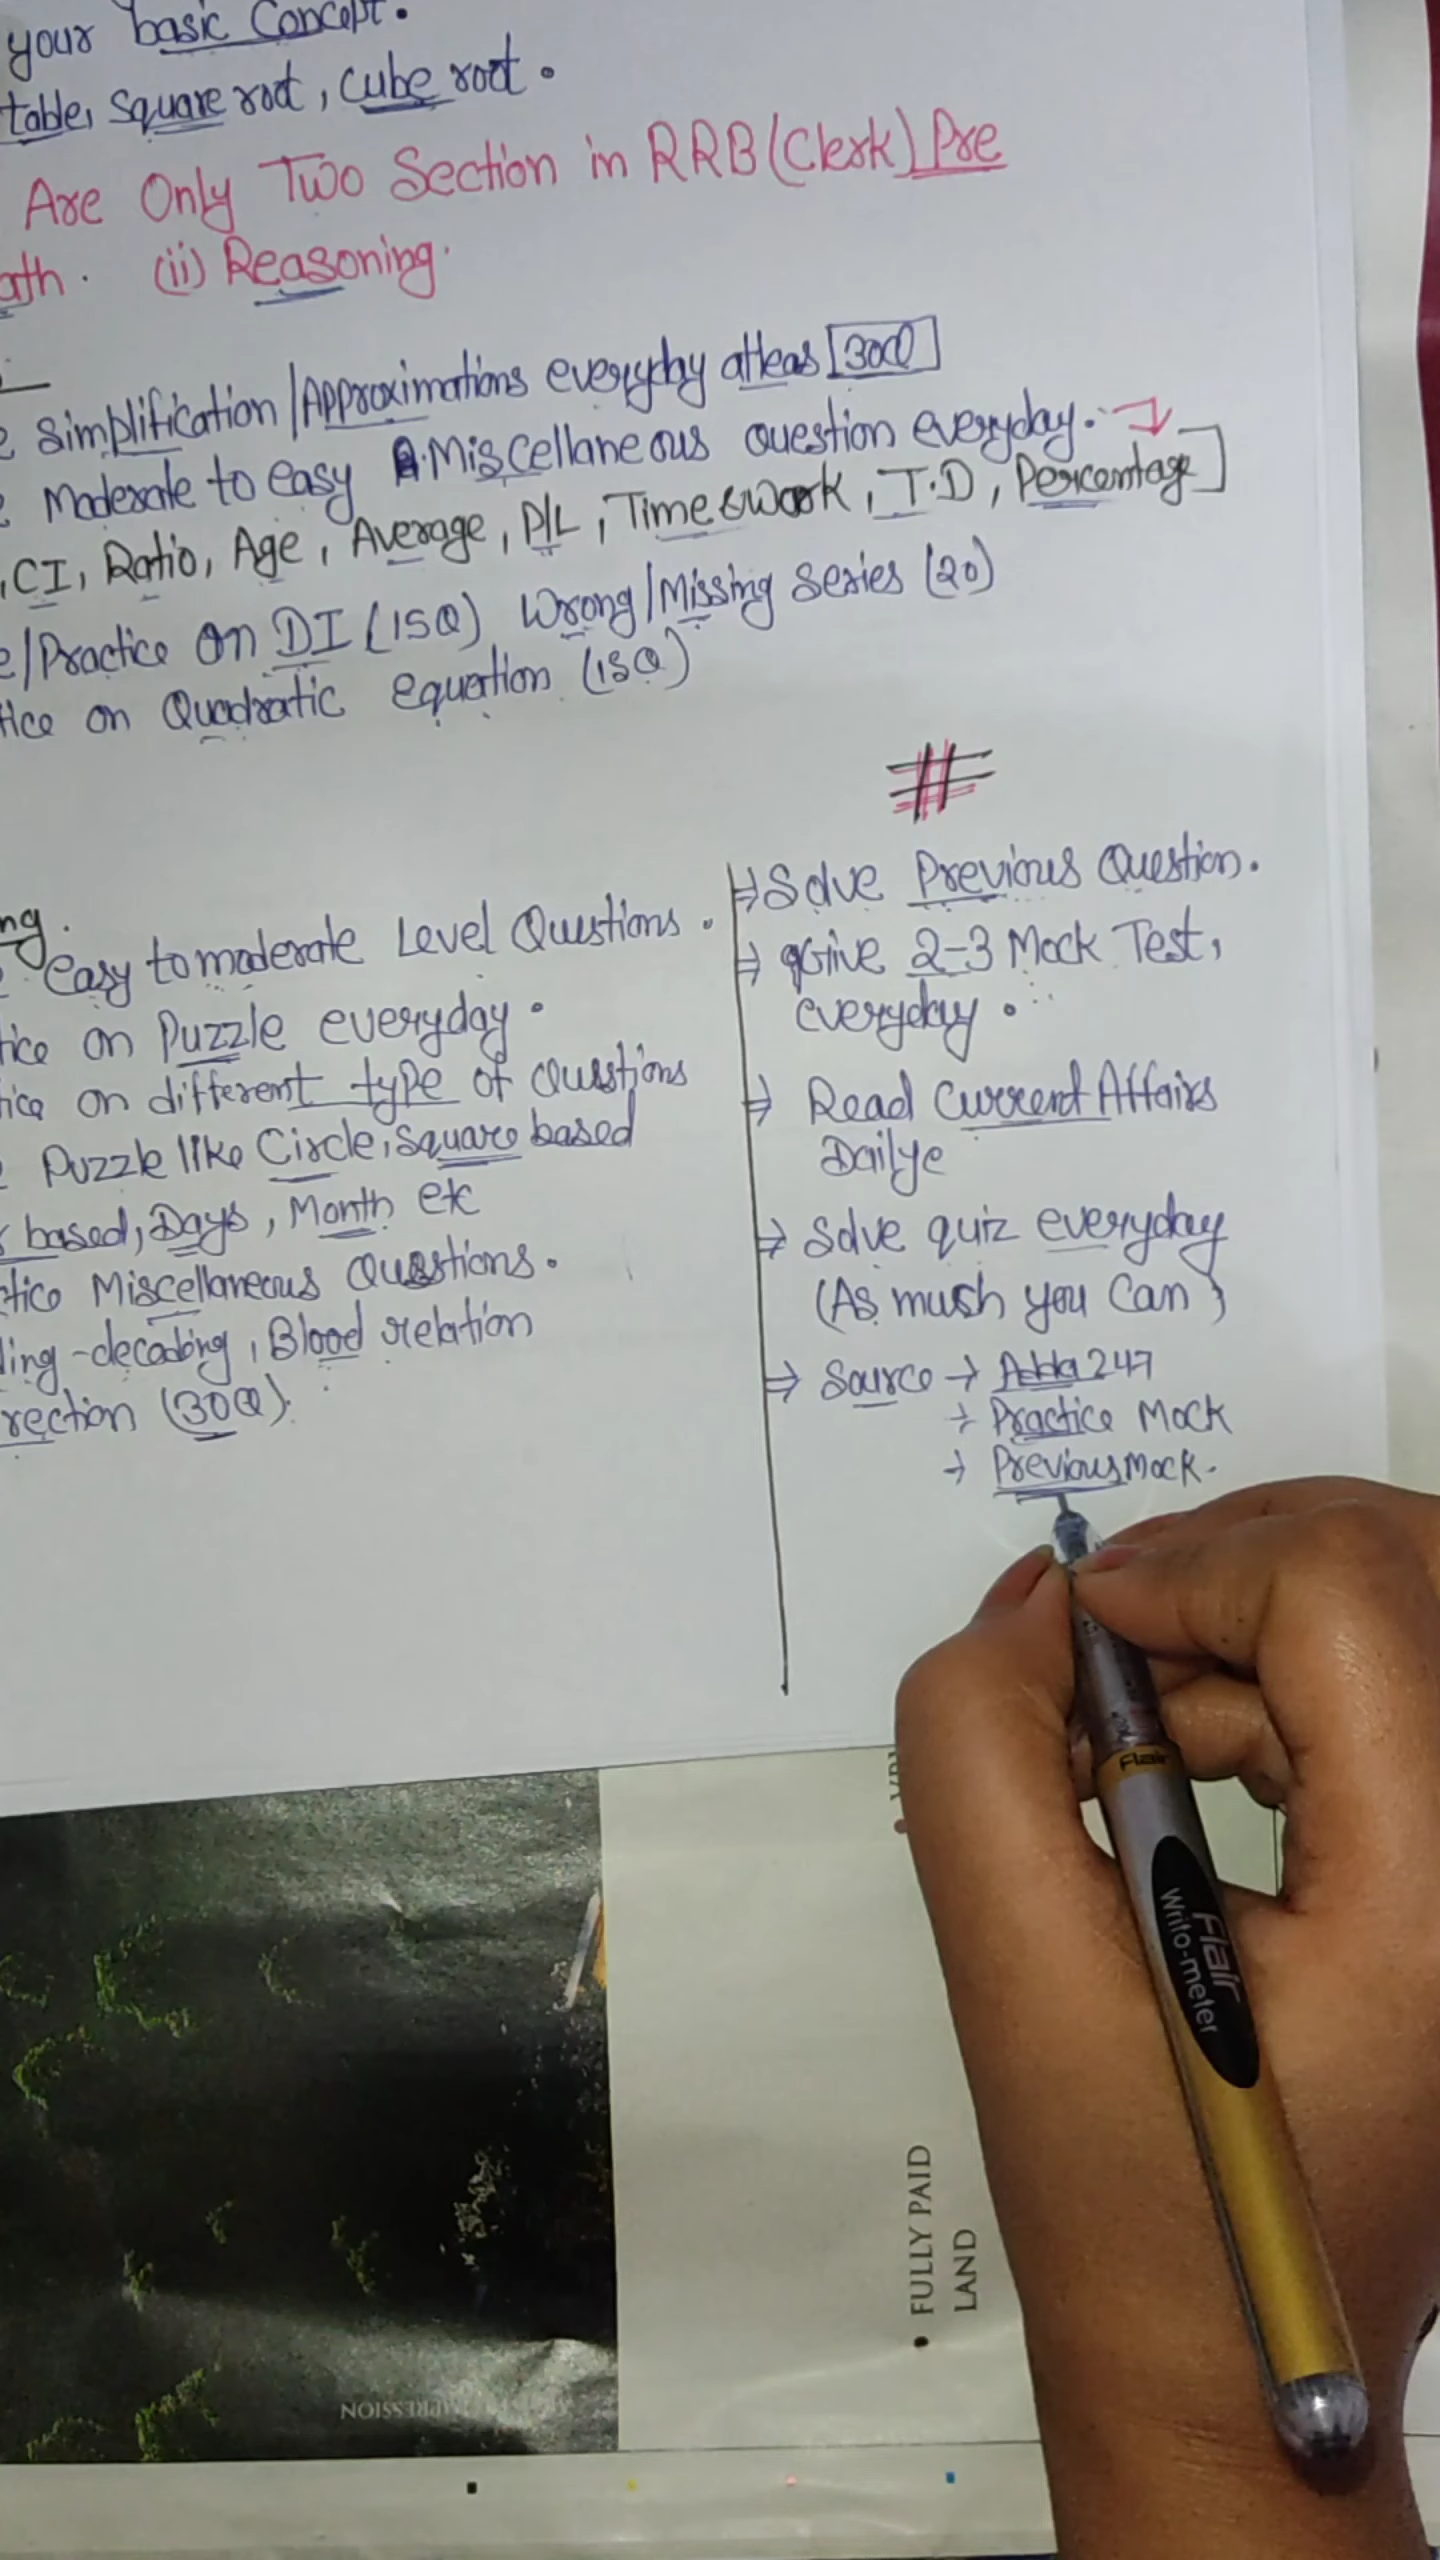 your basic Concept.
table, square root, cube root.
Are Only Two Section in RRB (Clerk) Pre
ath. (ii) Reasoning.
simplification/Approximations everyday atleas [30Q]
Moderate to easy Miscellaneous question everyday.
, CI, Ratio, Age, Average, P/L, Time & work, T.D, Percentage]
e/Practice on DI (15Q) Wrong/Missing series (20)
tice on Quadratic equation (15Q)
#
ng.
easy to moderate Level Questions.
tice on Puzzle everyday.
tice on different type of Questions
Puzzle like Circle, square based
based, Days, Month etc
ctice Miscellaneous Questions.
ding-decoding, Blood relation
rection (30Q).
⇒ Solve Previous Question.
⇒ Give 2-3 Mock Test,
everyday.
⇒ Read Current Affairs
Dailye
⇒ Solve quiz everyday
(As mush you Can)
⇒ Source → Adda 247
→ Practice Mock
→ Previous Mock.
Flair
Flair
Writo-meter
• FULLY PAID
LAND